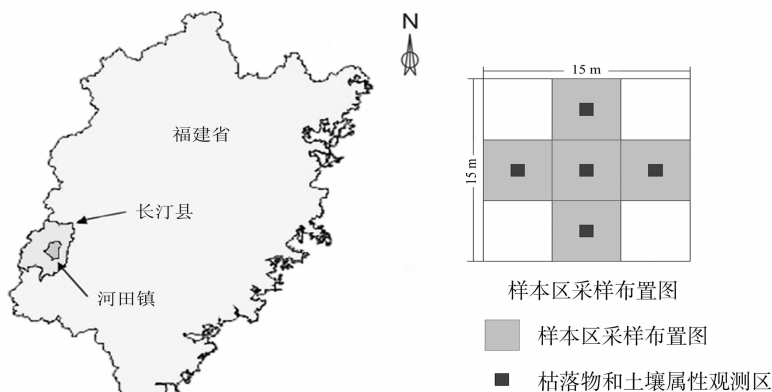 N
福建省
长汀县
河田镇
15 m
15 m
样本区采样布置图
样本区采样布置图
枯落物和土壤属性观测区